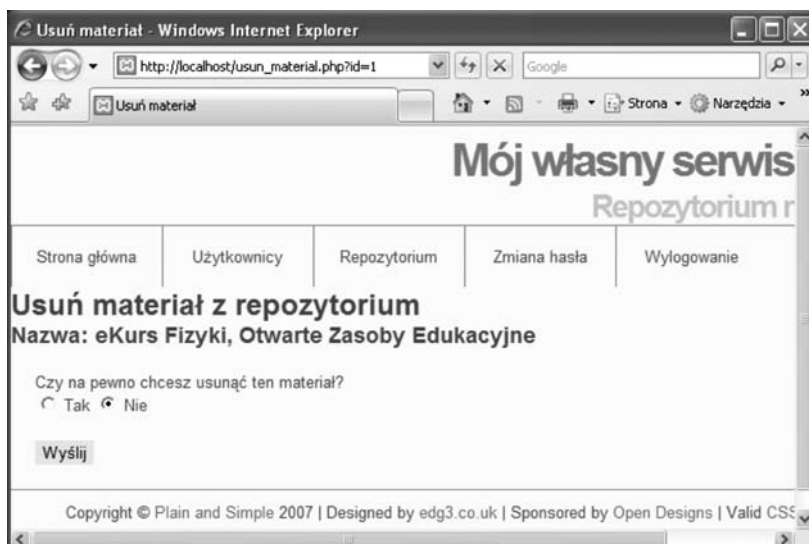 Usuń materiał - Windows Internet Explorer
http://localhost/usun_material.php?id=1
Google
Usuń materiał
Strona
Narzędzia
»
Mój własny serwis
Repozytorium r
Strona główna
Użytkownicy
Repozytorium
Zmiana hasła
Wylogowanie
Usuń materiał z repozytorium
Nazwa: eKurs Fizyki, Otwarte Zasoby Edukacyjne
Czy na pewno chcesz usunąć ten materiał?
Tak Nie
Wyślij
Copyright © Plain and Simple 2007 | Designed by edg3.co.uk | Sponsored by Open Designs | Valid CSS